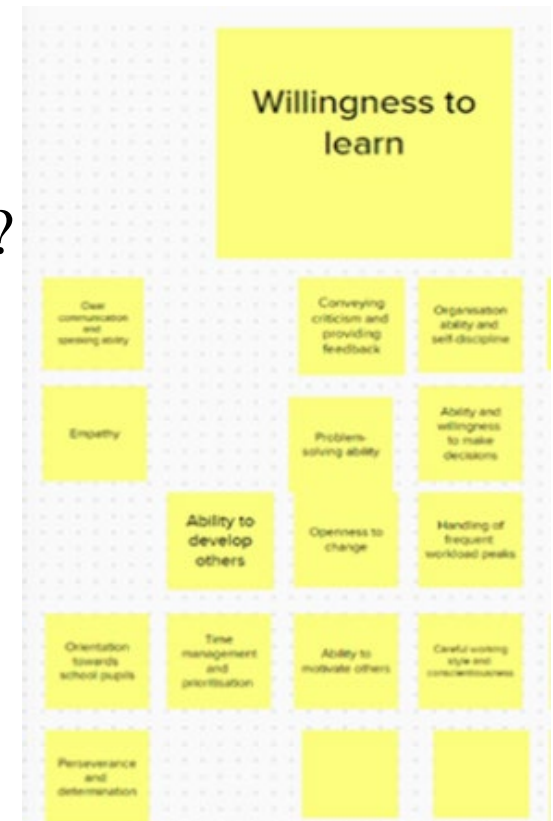 ?
Willingness to
learn
Clear
communication
and
speaking ability
Conveying
criticism and
providing
feedback
Organisation
ability and
self-discipline
Empathy
Problem-
solving ability
Ability and
willingness
to make
decisions
Ability to
develop
others
Openness to
change
Handling of
frequent
workload peaks
Orientation
towards
school pupils
Time
management
and
prioritisation
Ability to
motivate others
Careful working
style and
conscientiousness
Perseverance
and
determination